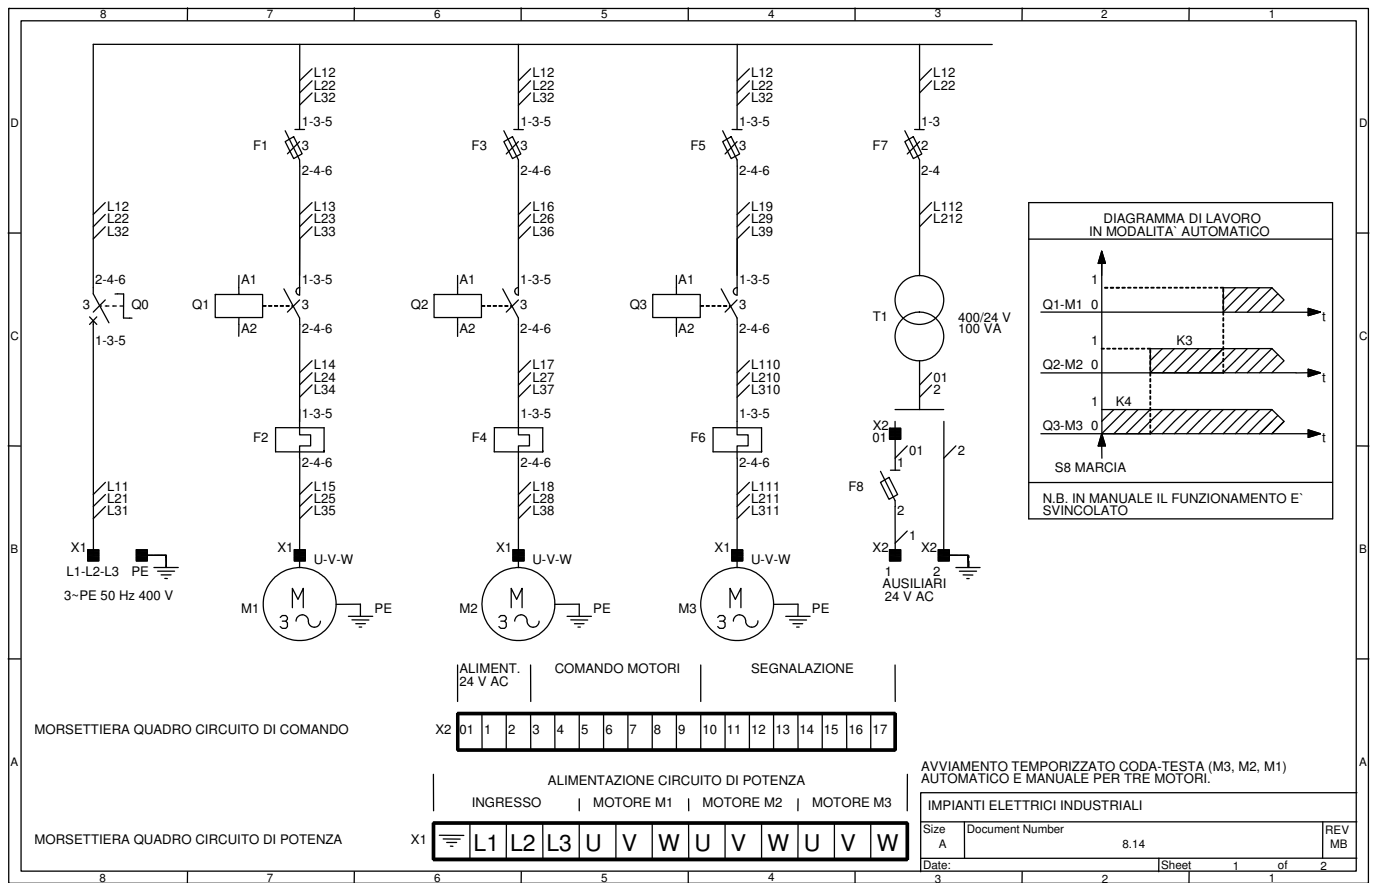 8 7 6 5 4 3 2 1
D D
L12 L12 L12 L12
L22 L22 L22 L22
L32 L32 L32
1-3-5 1-3-5 1-3-5 1-3
F1 3 F3 3 F5 3 F7 2
2-4-6 2-4-6 2-4-6 2-4
L12 L13 L16 L19 L112
L22 L23 L26 L29 L212
L32 L33 L36 L39
DIAGRAMMA DI LAVORO
IN MODALITA` AUTOMATICO
2-4-6 A1 1-3-5 A1 1-3-5 A1 1-3-5
3 Q0 Q1 3 Q2 3 Q3 3
1-3-5 A2 2-4-6 A2 2-4-6 A2 2-4-6
T1 400/24 V
100 VA
1
Q1-M1 0 t
1 K3
Q2-M2 0 t
1 K4
Q3-M3 0 t
S8 MARCIA
N.B. IN MANUALE IL FUNZIONAMENTO E`
SVINCOLATO
C C
L14 L17 L110 01
L24 L27 L210 2
L34 L37 L310
1-3-5 1-3-5 1-3-5
F2 F4 F6
2-4-6 2-4-6 2-4-6
X2
01 01 2
1
F8
2
1
L11 L15 L18 L111
L21 L25 L28 L211
L31 L35 L38 L311
B B
X1 X1 X1 X1 X2 X2
L1-L2-L3 PE U-V-W U-V-W U-V-W 1 2
3~PE 50 Hz 400 V
AUSILIARI
24 V AC
M1 M 3 PE M2 M 3 PE M3 M 3 PE
ALIMENT. COMANDO MOTORI SEGNALAZIONE
24 V AC
MORSETTIERA QUADRO CIRCUITO DI COMANDO X2 01 1 2 3 4 5 6 7 8 9 10 11 12 13 14 15 16 17
A A
ALIMENTAZIONE CIRCUITO DI POTENZA
INGRESSO MOTORE M1 MOTORE M2 MOTORE M3
MORSETTIERA QUADRO CIRCUITO DI POTENZA X1 L1 L2 L3 U V W U V W U V W
AVVIAMENTO TEMPORIZZATO CODA-TESTA (M3, M2, M1)
AUTOMATICO E MANUALE PER TRE MOTORI.
IMPIANTI ELETTRICI INDUSTRIALI
Size Document Number REV
A 8.14 MB
Date: Sheet 1 of 2
8 7 6 5 4 3 2 1